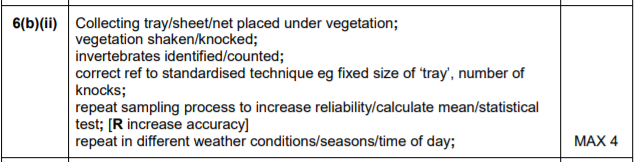 6(b)(ii) Collecting tray/sheet/net placed under vegetation;
vegetation shaken/knocked;
invertebrates identified/counted;
correct ref to standardised technique eg fixed size of ‘tray’, number of
knocks;
repeat sampling process to increase reliability/calculate mean/statistical
test; [R increase accuracy]
repeat in different weather conditions/seasons/time of day; MAX 4